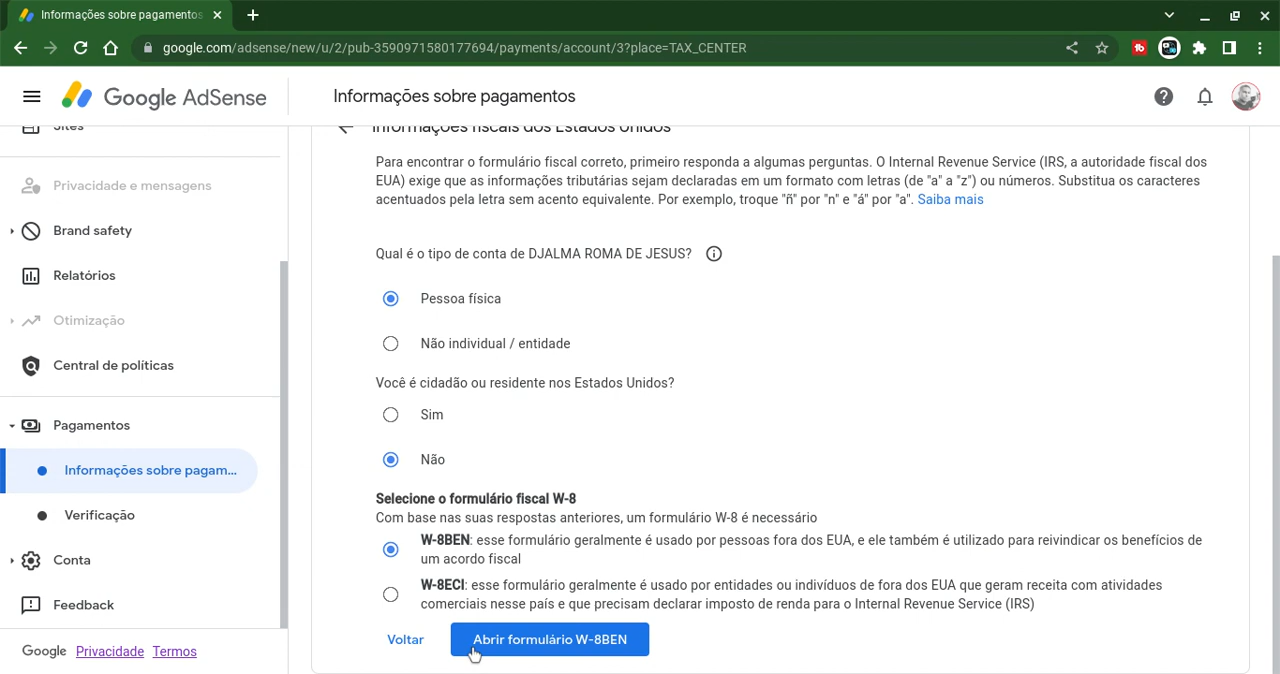 Informações sobre pagamentos
google.com/adsense/new/u/2/pub-3590971580177694/payments/account/3?place=TAX_CENTER
Google AdSense
Informações sobre pagamentos
Sites
Privacidade e mensagens
Brand safety
Relatórios
Otimização
Central de políticas
Pagamentos
Informações sobre pagam...
Verificação
Conta
Feedback
Google Privacidade Termos
Informações fiscais dos Estados Unidos
Para encontrar o formulário fiscal correto, primeiro responda a algumas perguntas. O Internal Revenue Service (IRS, a autoridade fiscal dos
EUA) exige que as informações tributárias sejam declaradas em um formato com letras (de "a" a "z") ou números. Substitua os caracteres
acentuados pela letra sem acento equivalente. Por exemplo, troque "ñ" por "n" e "á" por "a". Saiba mais
Qual é o tipo de conta de DJALMA ROMA DE JESUS?
Pessoa física
Não individual / entidade
Você é cidadão ou residente nos Estados Unidos?
Sim
Não
Selecione o formulário fiscal W-8
Com base nas suas respostas anteriores, um formulário W-8 é necessário
W-8BEN: esse formulário geralmente é usado por pessoas fora dos EUA, e ele também é utilizado para reivindicar os benefícios de
um acordo fiscal
W-8ECI: esse formulário geralmente é usado por entidades ou indivíduos de fora dos EUA que geram receita com atividades
comerciais nesse país e que precisam declarar imposto de renda para o Internal Revenue Service (IRS)
Voltar
Abrir formulário W-8BEN